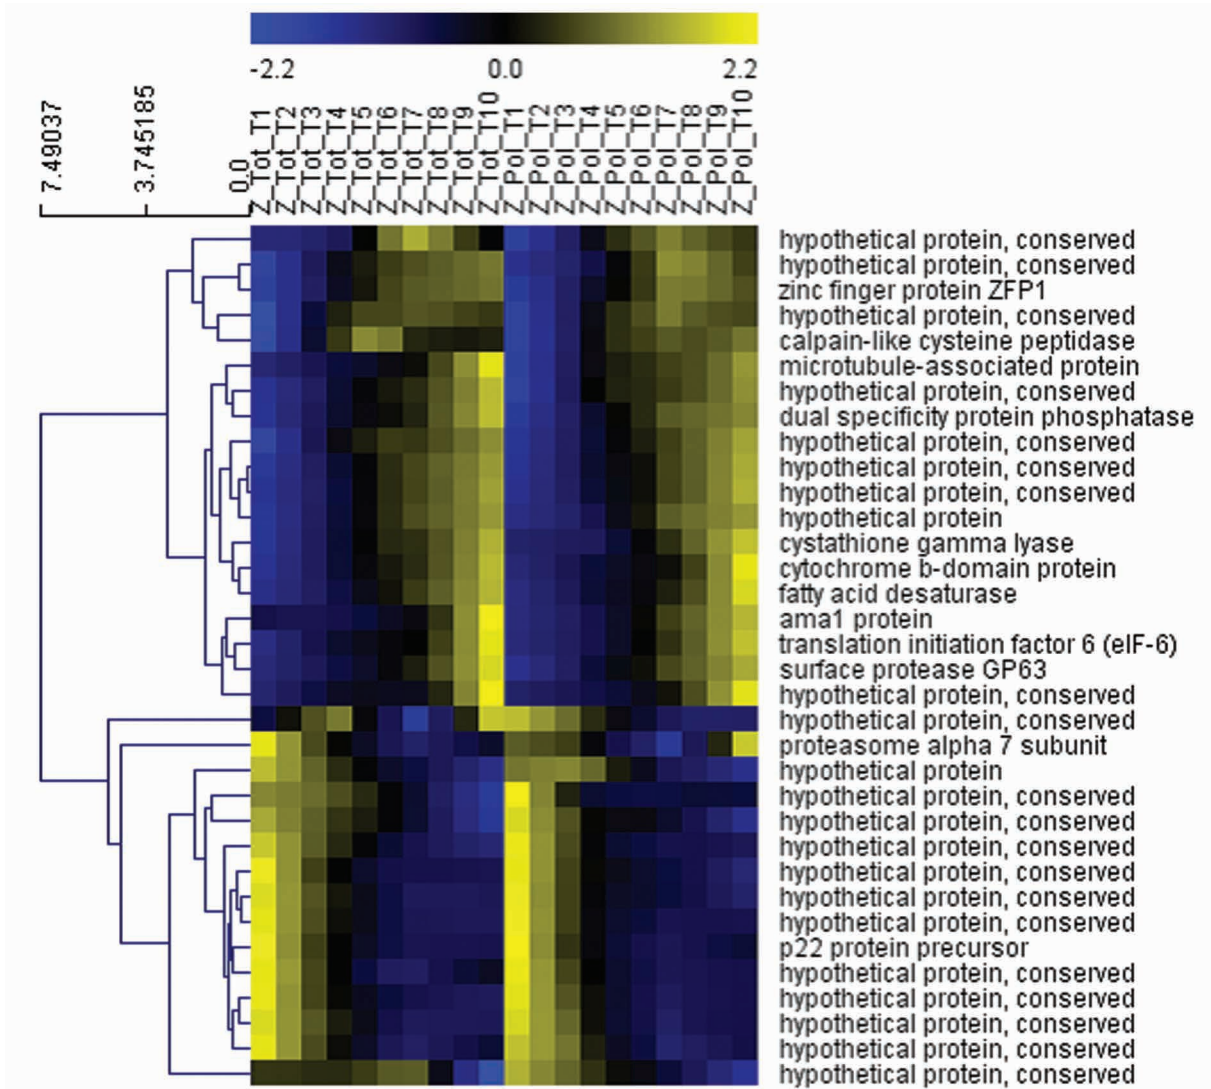 -2.2 0.0 2.2
7.49037
3.745185
0.0
Z_Tot_T1
Z_Tot_T2
Z_Tot_T3
Z_Tot_T4
Z_Tot_T5
Z_Tot_T6
Z_Tot_T7
Z_Tot_T8
Z_Tot_T9
Z_Tot_T10
Z_Pol_T1
Z_Pol_T2
Z_Pol_T3
Z_Pol_T4
Z_Pol_T5
Z_Pol_T6
Z_Pol_T7
Z_Pol_T8
Z_Pol_T9
Z_Pol_T10
hypothetical protein, conserved
hypothetical protein, conserved
zinc finger protein ZFP1
hypothetical protein, conserved
calpain-like cysteine peptidase
microtubule-associated protein
hypothetical protein, conserved
dual specificity protein phosphatase
hypothetical protein, conserved
hypothetical protein, conserved
hypothetical protein, conserved
hypothetical protein
cystathione gamma lyase
cytochrome b-domain protein
fatty acid desaturase
ama1 protein
translation initiation factor 6 (eIF-6)
surface protease GP63
hypothetical protein, conserved
hypothetical protein, conserved
proteasome alpha 7 subunit
hypothetical protein
hypothetical protein, conserved
hypothetical protein, conserved
hypothetical protein, conserved
hypothetical protein, conserved
hypothetical protein, conserved
hypothetical protein, conserved
p22 protein precursor
hypothetical protein, conserved
hypothetical protein, conserved
hypothetical protein, conserved
hypothetical protein, conserved
hypothetical protein, conserved